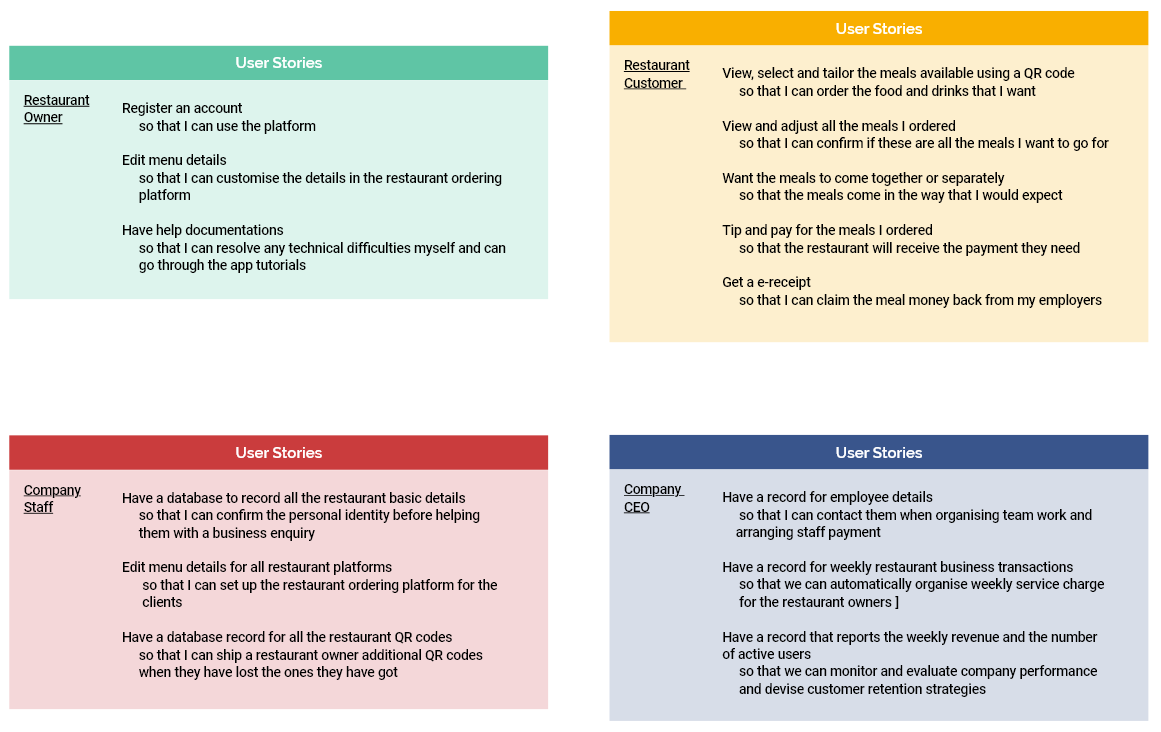 User Stories
Restaurant
Owner
Register an account
so that I can use the platform
Edit menu details
so that I can customise the details in the restaurant ordering
platform
Have help documentations
so that I can resolve any technical difficulties myself and can
go through the app tutorials
User Stories
Restaurant
Customer
View, select and tailor the meals available using a QR code
so that I can order the food and drinks that I want
View and adjust all the meals I ordered
so that I can confirm if these are all the meals I want to go for
Want the meals to come together or separately
so that the meals come in the way that I would expect
Tip and pay for the meals I ordered
so that the restaurant will receive the payment they need
Get a e-receipt
so that I can claim the meal money back from my employers
User Stories
Company
Staff
Have a database to record all the restaurant basic details
so that I can confirm the personal identity before helping
them with a business enquiry
Edit menu details for all restaurant platforms
so that I can set up the restaurant ordering platform for the
clients
Have a database record for all the restaurant QR codes
so that I can ship a restaurant owner additional QR codes
when they have lost the ones they have got
User Stories
Company
CEO
Have a record for employee details
so that I can contact them when organising team work and
arranging staff payment
Have a record for weekly restaurant business transactions
so that we can automatically organise weekly service charge
for the restaurant owners ]
Have a record that reports the weekly revenue and the number
of active users
so that we can monitor and evaluate company performance
and devise customer retention strategies